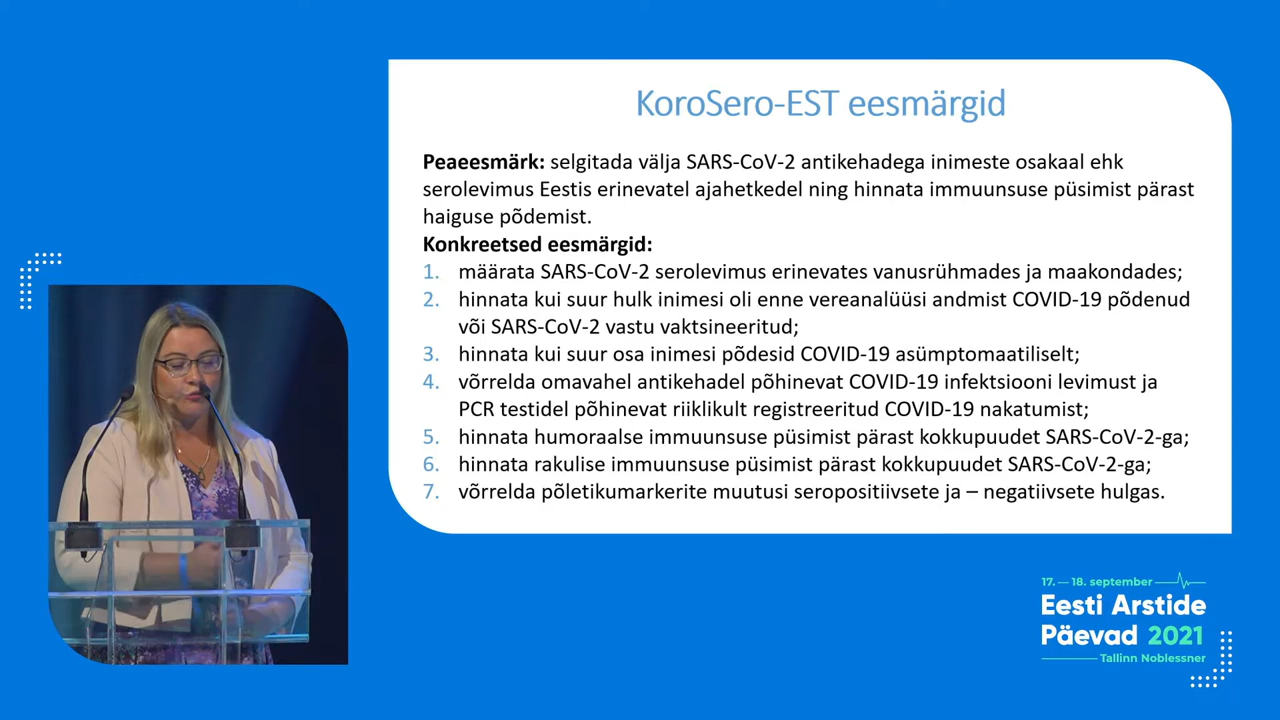 KoroSero-EST eesmärgid
Peaeesmärk: selgitada välja SARS-CoV-2 antikehadega inimeste osakaal ehk
serolevimus Eestis erinevatel ajahetkedel ning hinnata immuunsuse püsimist pärast
haiguse põdemist.
Konkreetsed eesmärgid:
1. määrata SARS-CoV-2 serolevimus erinevates vanusrühmades ja maakondades;
2. hinnata kui suur hulk inimesi oli enne vereanalüüsi andmist COVID-19 põdenud
või SARS-CoV-2 vastu vaktsineeritud;
3. hinnata kui suur osa inimesi põdesid COVID-19 asümptomaatiliselt;
4. võrrelda omavahel antikehadel põhinevat COVID-19 infektsiooni levimust ja
PCR testidel põhinevat riiklikult registreeritud COVID-19 nakatumist;
5. hinnata humoraalse immuunsuse püsimist pärast kokkupuudet SARS-CoV-2-ga;
6. hinnata rakulise immuunsuse püsimist pärast kokkupuudet SARS-CoV-2-ga;
7. võrrelda põletikumarkerite muutusi seropositiivsete ja – negatiivsete hulgas.
17. — 18. september
Eesti Arstide
Päevad 2021
Tallinn Noblessner